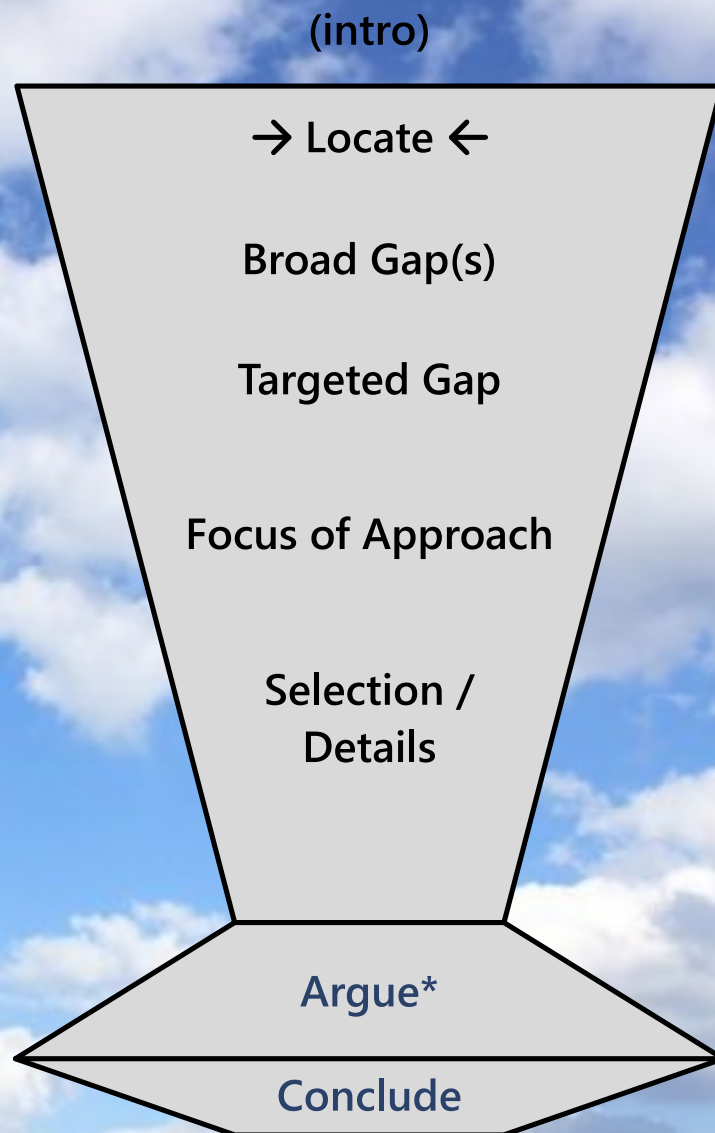 (intro)
→ Locate ←
Broad Gap(s)
Targeted Gap
Focus of Approach
Selection /
Details
Argue*
Conclude